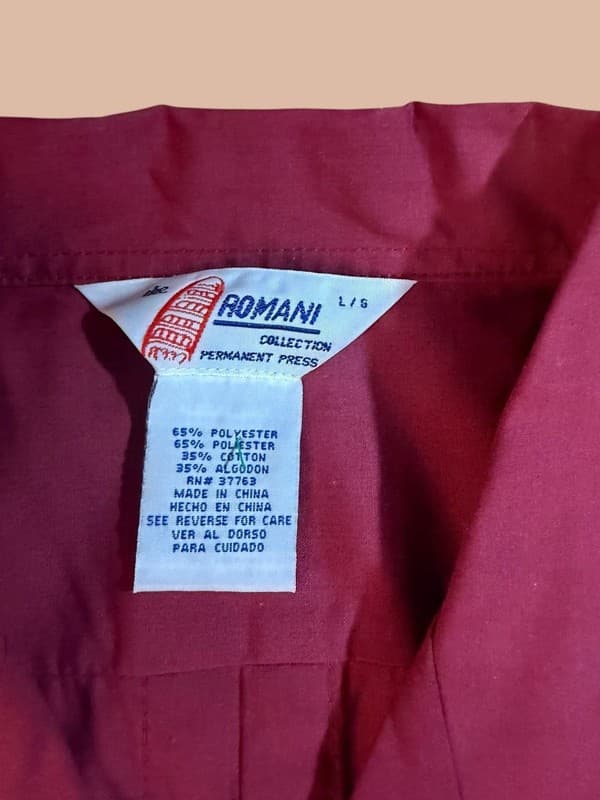 the
ROMANI
L/G
COLLECTION
PERMANENT PRESS
65% POLYESTER
65% POLIESTER
35% COTTON
35% ALGODON
RN# 37763
MADE IN CHINA
HECHO EN CHINA
SEE REVERSE FOR CARE
VER AL DORSO
PARA CUIDADO